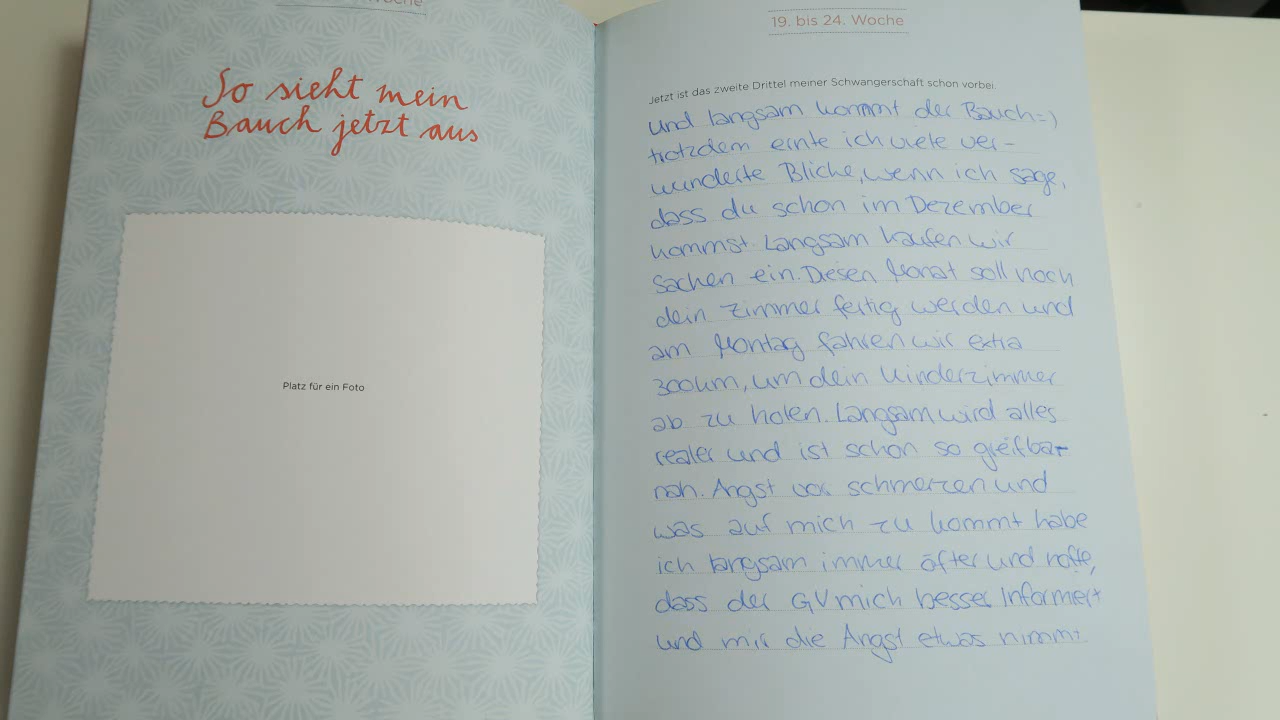 So sieht mein
Bauch jetzt aus
Platz für ein Foto
19. bis 24. Woche
Jetzt ist das zweite Drittel meiner Schwangerschaft schon vorbei.
und langsam kommt der Bauch=)
trotzdem ernte ich viele ver-
wunderte Blicke, wenn ich sage,
dass du schon im Dezember
kommst. Langsam kaufen wir
Sachen ein. Diesen Monat soll noch
dein Zimmer fertig werden und
am Montag fahren wir extra
300km, um dein Kinderzimmer
ab zu holen. Langsam wird alles
realer und ist schon so greifbar
nah. Angst vor schmerzen und
was auf mich zu kommt habe
ich langsam immer öfter und hoffe,
dass der GV mich besser Informiert
und mir die Angst etwas nimmt